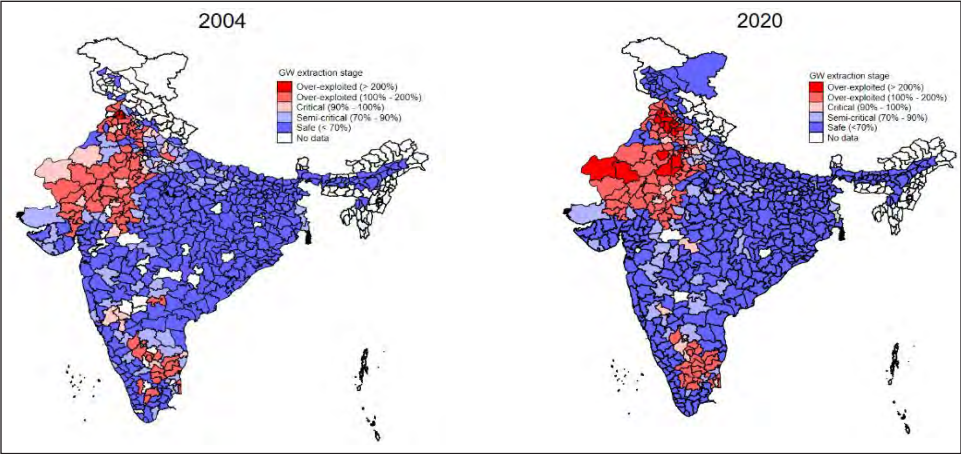 2004
GW extraction stage
Over-exploited (> 200%)
Over-exploited (100% - 200%)
Critical (90% - 100%)
Semi-critical (70% - 90%)
Safe (< 70%)
No data
2020
GW extraction stage
Over-exploited (> 200%)
Over-exploited (100% - 200%)
Critical (90% - 100%)
Semi-critical (70% - 90%)
Safe (<70%)
No data